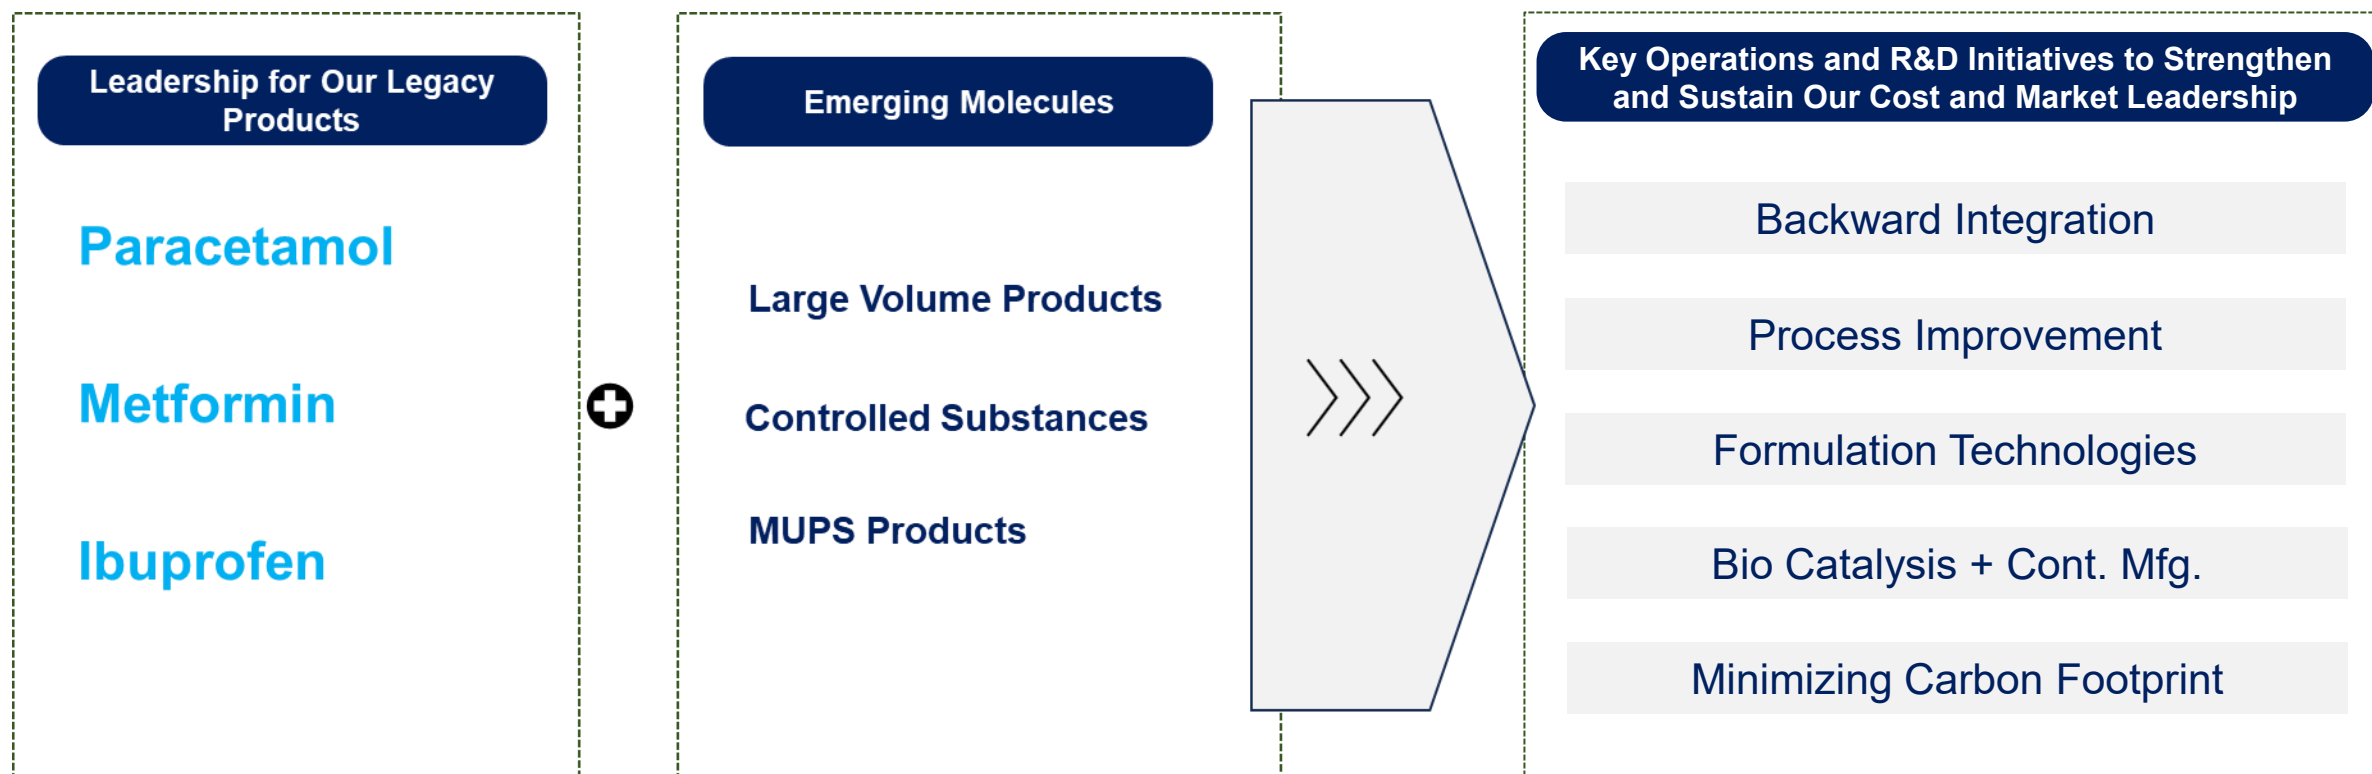 Leadership for Our Legacy
Products
Paracetamol
Metformin
Ibuprofen
Emerging Molecules
Large Volume Products
Controlled Substances
MUPS Products
Key Operations and R&D Initiatives to Strengthen
and Sustain Our Cost and Market Leadership
Backward Integration
Process Improvement
Formulation Technologies
Bio Catalysis + Cont. Mfg.
Minimizing Carbon Footprint